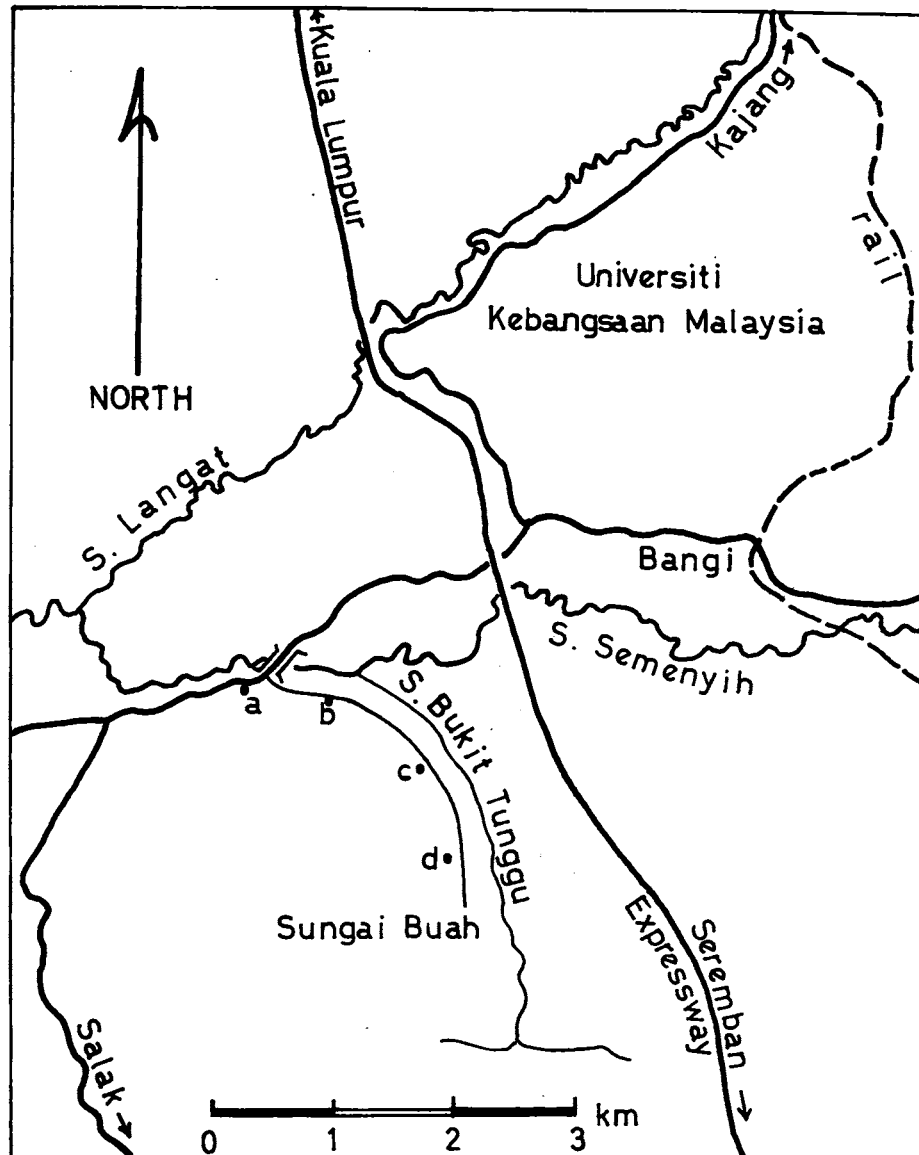 Kuala Lumpur
Kajang
rail
Universiti
Kebangsaan Malaysia
NORTH
S. Langat
Bangi
S. Semenyih
a
b
S. Bukit Tunggu
c
d
Sungai Buah
Seremban
Expressway
Salak
km
0 1 2 3